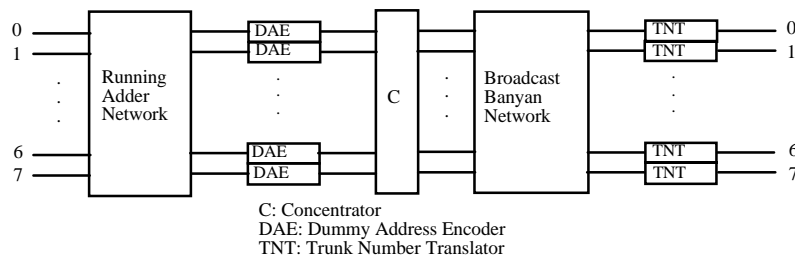 0
1
6
7
Running
Adder
Network
DAE
DAE
DAE
DAE
C
Broadcast
Banyan
Network
TNT
TNT
TNT
TNT
0
1
6
7
C: Concentrator
DAE: Dummy Address Encoder
TNT: Trunk Number Translator